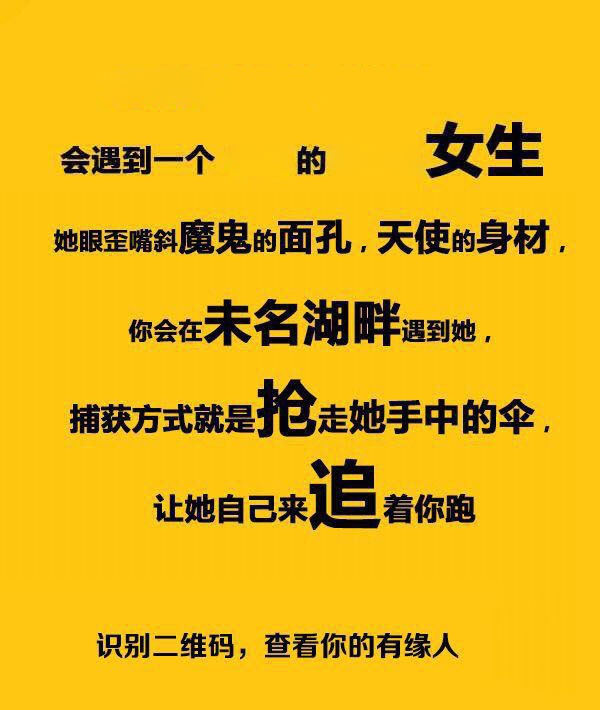 会遇到一个 的 女生
她眼歪嘴斜魔鬼的面孔，天使的身材，
你会在未名湖畔遇到她，
捕获方式就是抢走她手中的伞，
让她自己来追着你跑
识别二维码，查看你的有缘人